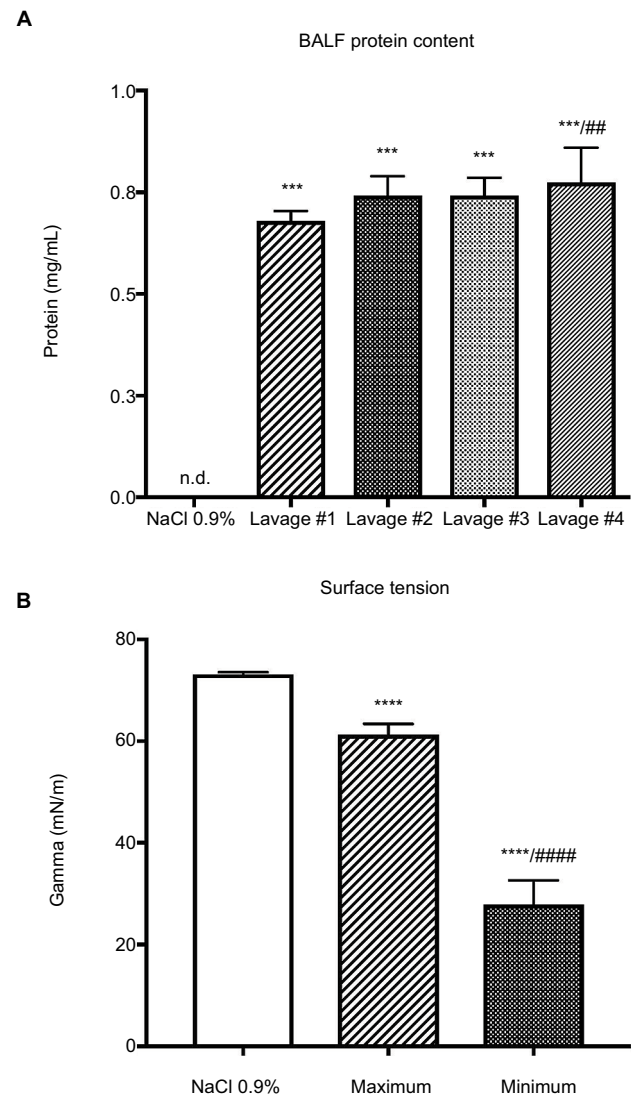 A
BALF protein content
1.0
***/##
***
***
***
0.8
Protein (mg/mL)
0.5
0.3
n.d.
0.0
NaCl 0.9% Lavage #1 Lavage #2 Lavage #3 Lavage #4
B
Surface tension
80
****
60
Gamma (mN/m)
40
****/####
20
0
NaCl 0.9% Maximum Minimum